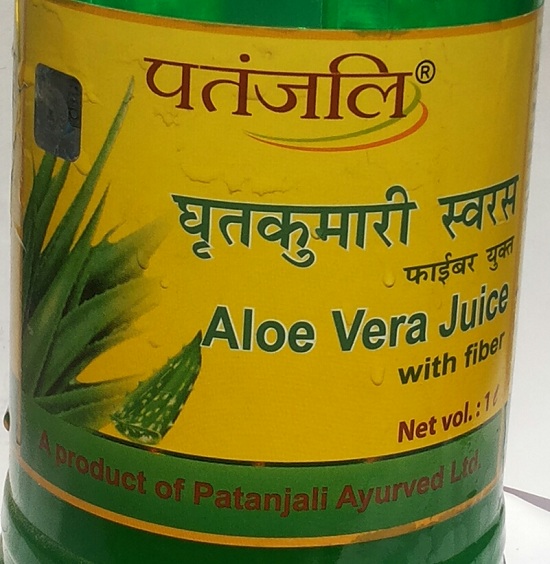 पतंजलि®
घृतकुमारी स्वरस
फाईबर युक्त
Aloe Vera Juice
with fiber
Net vol.: 1
A product of Patanjali Ayurved Ltd.